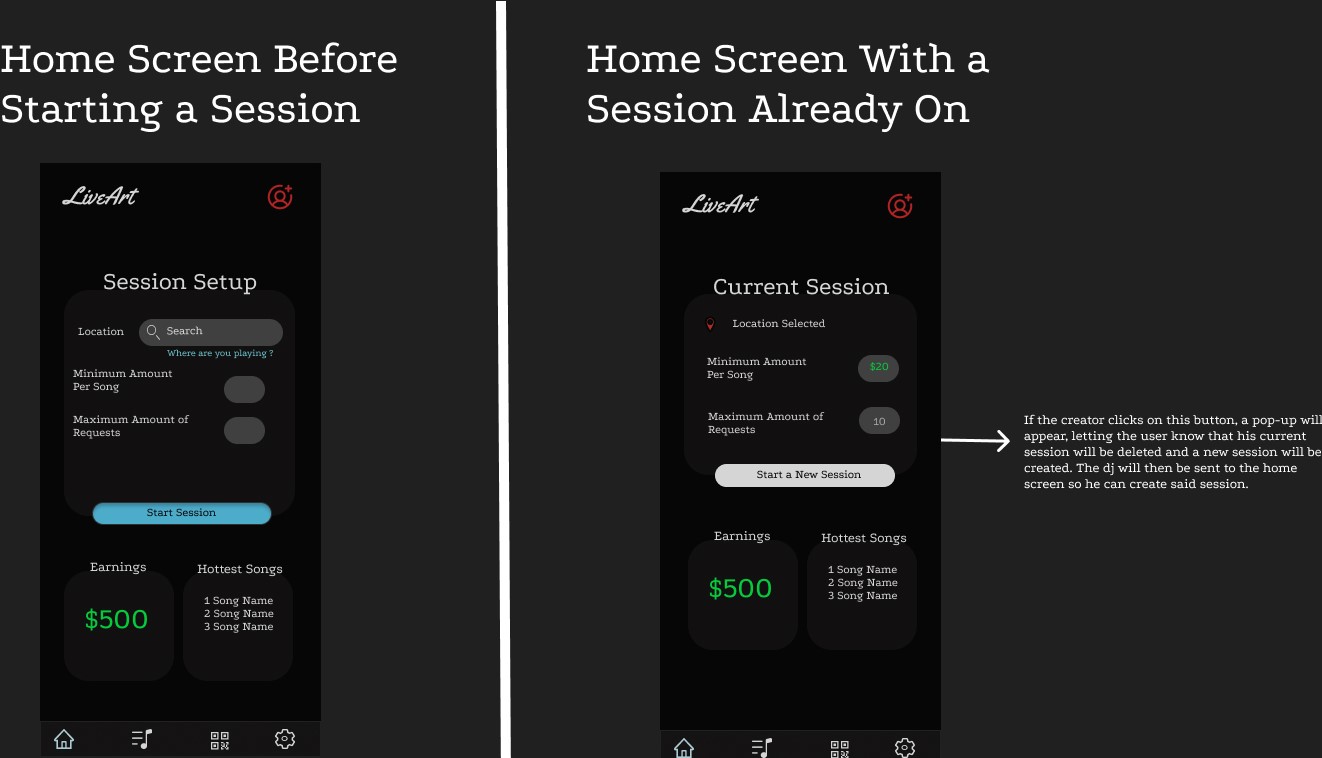 Home Screen Before
Starting a Session
LiveArt
Session Setup
Location
Search
Where are you playing ?
Minimum Amount
Per Song
Maximum Amount of
Requests
Start Session
Earnings
$500
Hottest Songs
1 Song Name
2 Song Name
3 Song Name
Home Screen With a
Session Already On
LiveArt
Current Session
Location Selected
Minimum Amount
Per Song
$20
Maximum Amount of
Requests
10
Start a New Session
Earnings
$500
Hottest Songs
1 Song Name
2 Song Name
3 Song Name
If the creator clicks on this button, a pop-up will
appear, letting the user know that his current
session will be deleted and a new session will be
created. The dj will then be sent to the home
screen so he can create said session.